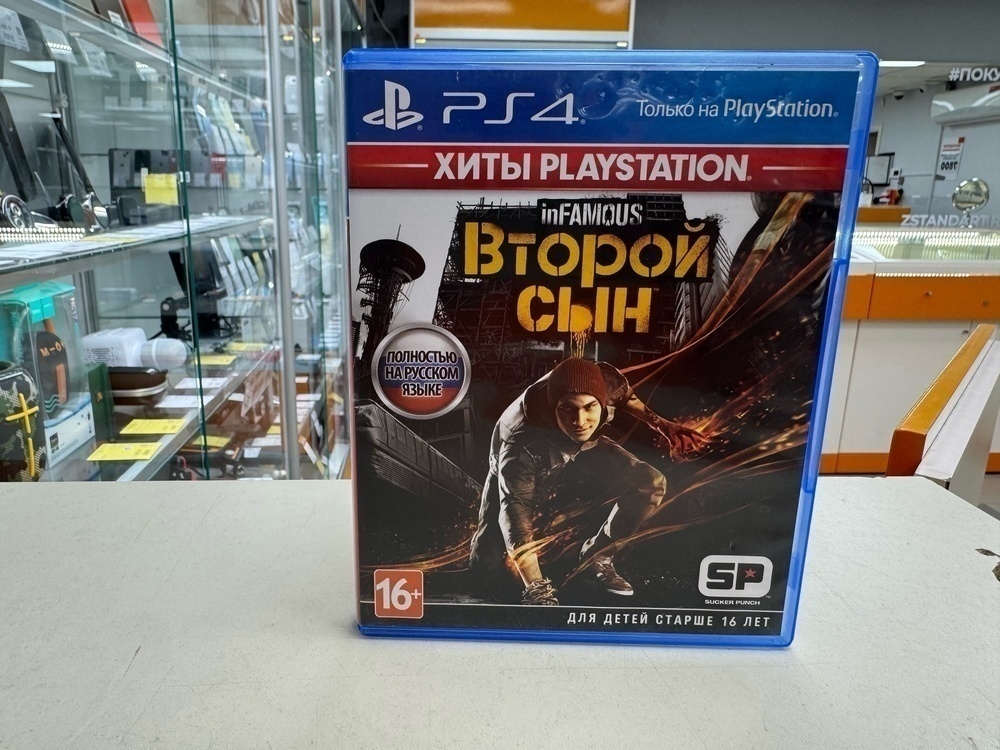 #ПОКУ
7800
ZSTANDART.
PS4
Только на PlayStation.
ХИТЫ PLAYSTATION
inFAMOUS
ВТОРОЙ
СЫН
ПОЛНОСТЬЮ
НА РУССКОМ
ЯЗЫКЕ
16+
SP
SUCKER PUNCH
ДЛЯ ДЕТЕЙ СТАРШЕ 16 ЛЕТ